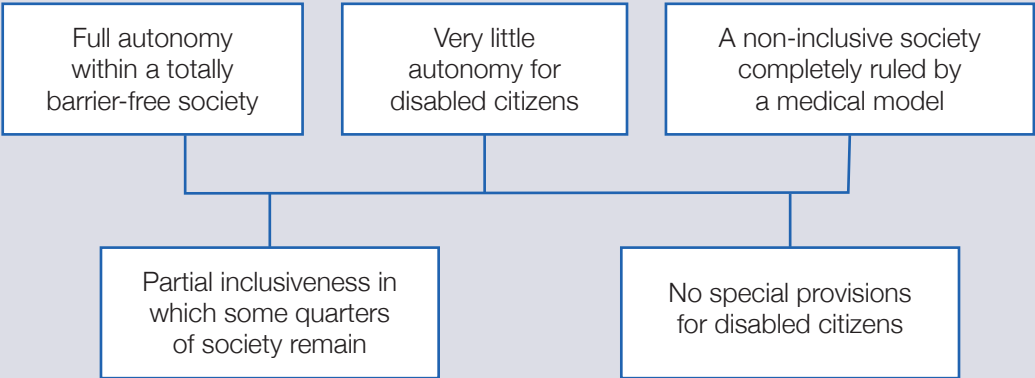 Full autonomy
within a totally
barrier-free society
Very little
autonomy for
disabled citizens
A non-inclusive society
completely ruled by
a medical model
Partial inclusiveness in
which some quarters
of society remain
No special provisions
for disabled citizens